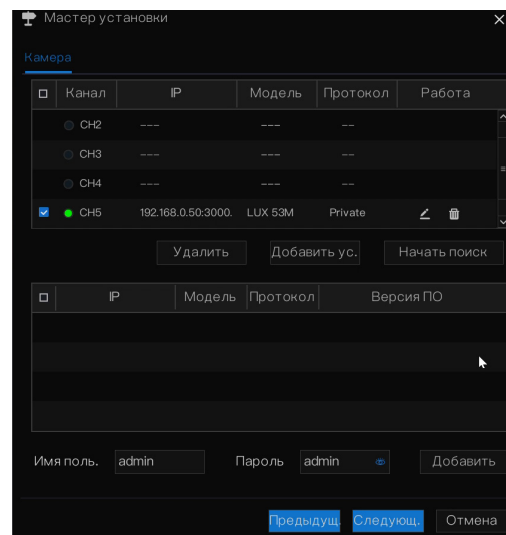 Мастер установки
Камера
Канал IP Модель Протокол Работа
CH2 --- --- --
CH3 --- --- --
CH4 --- --- --
CH5 192.168.0.50:3000. LUX 53M Private
Удалить Добавить ус. Начать поиск
IP Модель Протокол Версия ПО
Имя поль. admin Пароль admin Добавить
Предыдущ. Следующ. Отмена